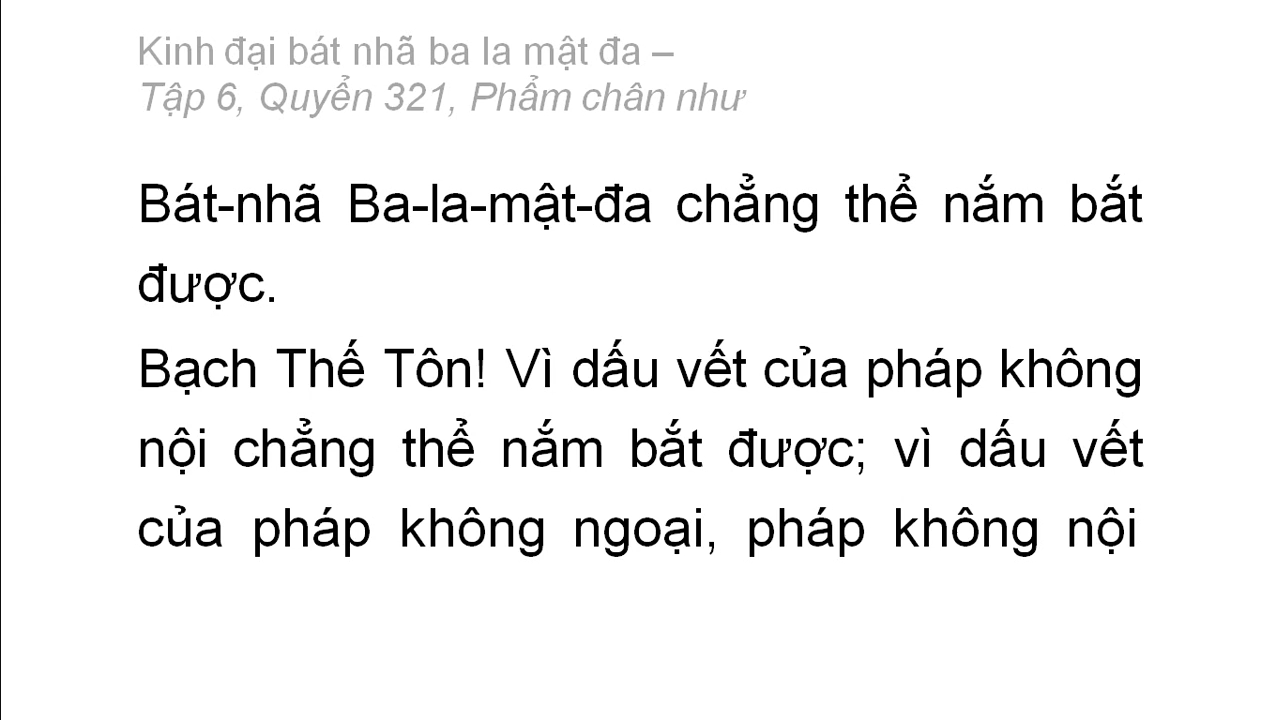 Kinh đại bát nhã ba la mật đa –
Tập 6, Quyển 321, Phẩm chân như
Bát-nhã Ba-la-mật-đa chẳng thể nắm bắt
được.
Bạch Thế Tôn! Vì dấu vết của pháp không
nội chẳng thể nắm bắt được; vì dấu vết
của pháp không ngoại, pháp không nội